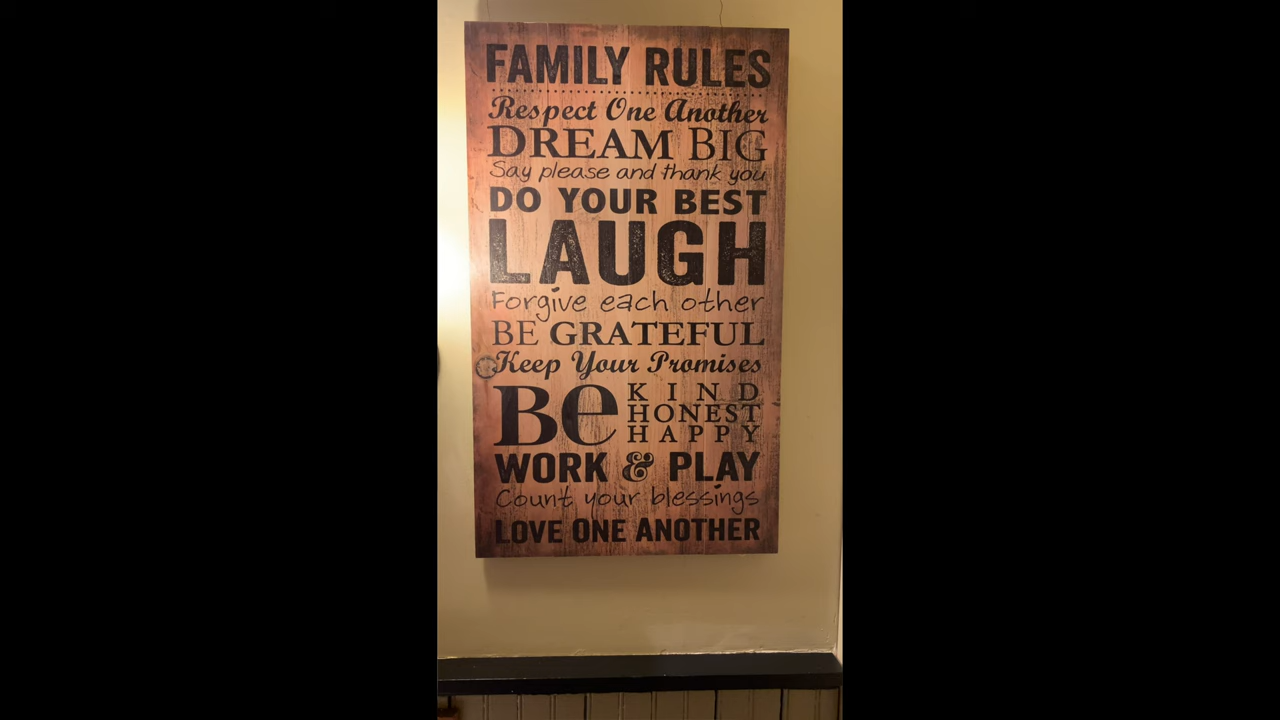 FAMILY RULES
Respect One Another
DREAM BIG
Say please and thank you
DO YOUR BEST
LAUGH
Forgive each other
BE GRATEFUL
Keep Your Promises
Be KIND
HONEST
HAPPY
WORK & PLAY
Count your blessings
LOVE ONE ANOTHER